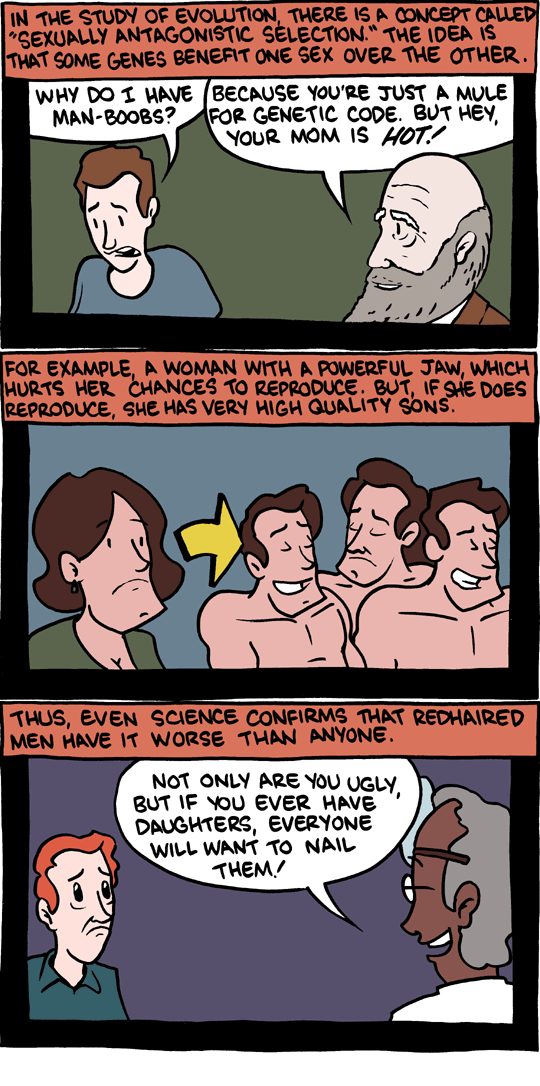 IN THE STUDY OF EVOLUTION, THERE IS A CONCEPT CALLED
"SEXUALLY ANTAGONISTIC SELECTION." THE IDEA IS
THAT SOME GENES BENEFIT ONE SEX OVER THE OTHER.
WHY DO I HAVE
MAN-BOOBS?
BECAUSE YOU'RE JUST A MULE
FOR GENETIC CODE. BUT HEY,
YOUR MOM IS HOT!
FOR EXAMPLE, A WOMAN WITH A POWERFUL JAW, WHICH
HURTS HER CHANCES TO REPRODUCE. BUT, IF SHE DOES
REPRODUCE, SHE HAS VERY HIGH QUALITY SONS.
THUS, EVEN SCIENCE CONFIRMS THAT REDHAIRED
MEN HAVE IT WORSE THAN ANYONE.
NOT ONLY ARE YOU UGLY,
BUT IF YOU EVER HAVE
DAUGHTERS, EVERYONE
WILL WANT TO NAIL
THEM!